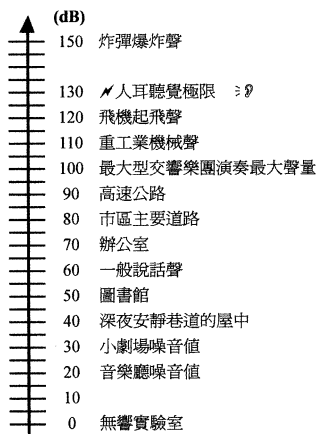 (dB)
150 炸彈爆炸聲
130 人耳聽覺極限
120 飛機起飛聲
110 重工業機械聲
100 最大型交響樂團演奏最大聲量
90 高速公路
80 市區主要道路
70 辦公室
60 一般說話聲
50 圖書館
40 深夜安靜巷道的屋中
30 小劇場噪音值
20 音樂廳噪音值
10
0 無響實驗室